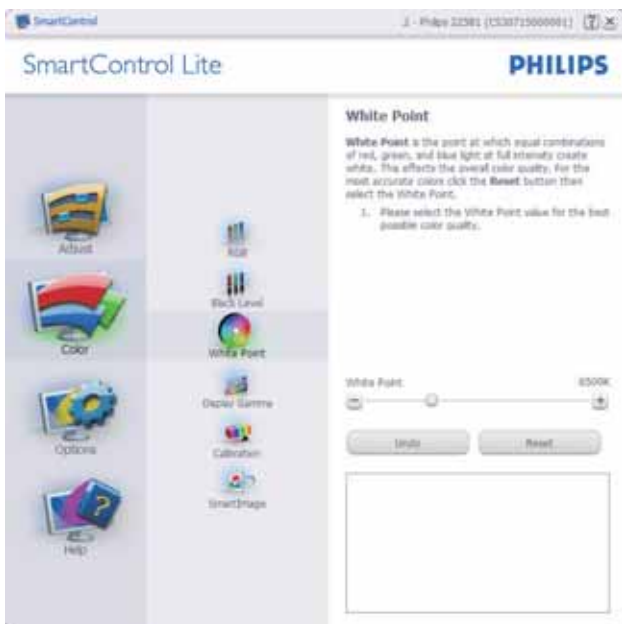 SmartControl
SmartControl Lite
PHILIPS
White Point
White Point is the point at which equal combinations
of red, green, and blue light at full intensity create
white. This effects the overall color quality. For the
most accurate colors click the Reset button then
select the White Point.
1. Please select the White Point value for the best
possible color quality.
Adjust
Color
Options
Help
RGB
Black Level
White Point
Display Gamma
Calibration
SmartImage
White Point
6500K
Undo
Reset